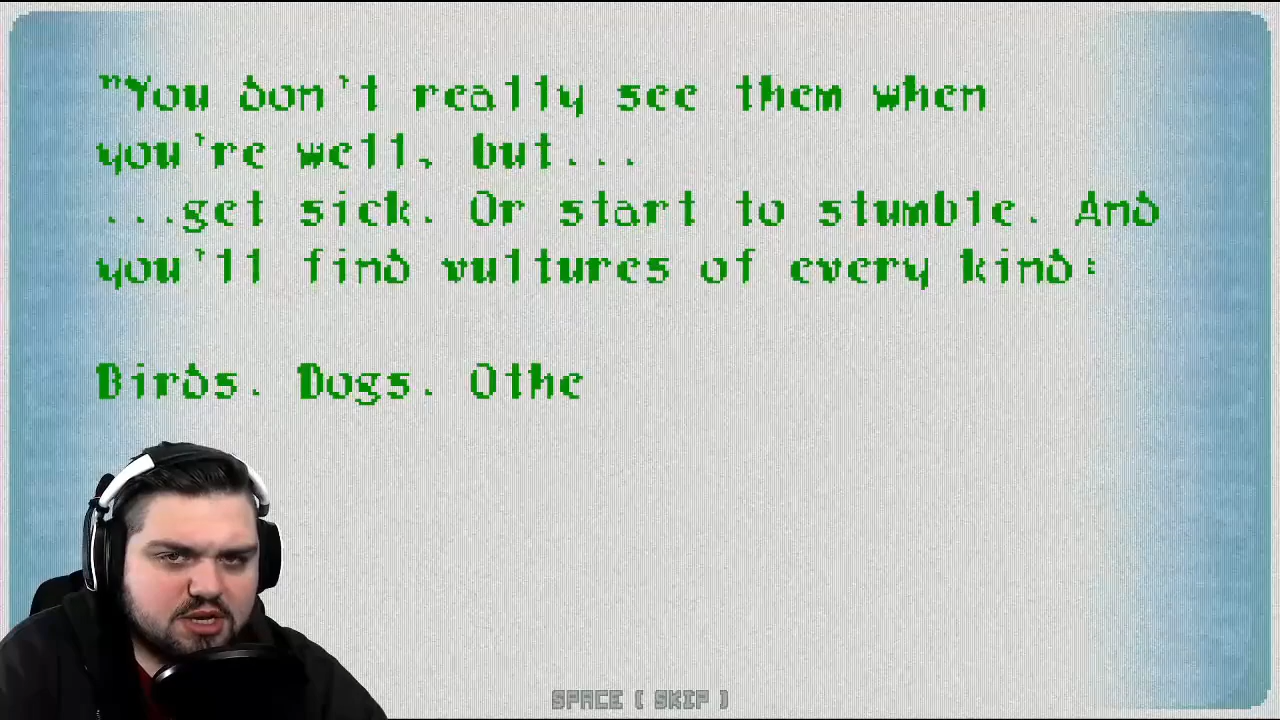 "You don't really see them when
you're well, but...
...get sick. Or start to stumble. And
you'll find vultures of every kind:
Birds. Dogs. Othe
SPACE ( SKIP )